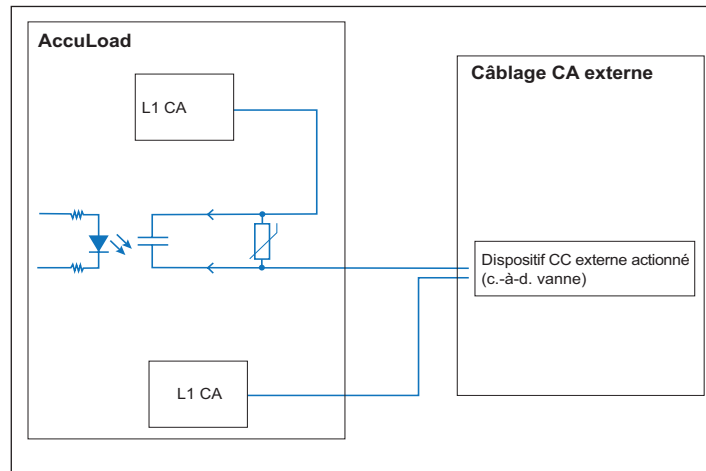 AccuLoad
L1 CA
Câblage CA externe
Dispositif CC externe actionné
(c.-à-d. vanne)
L1 CA